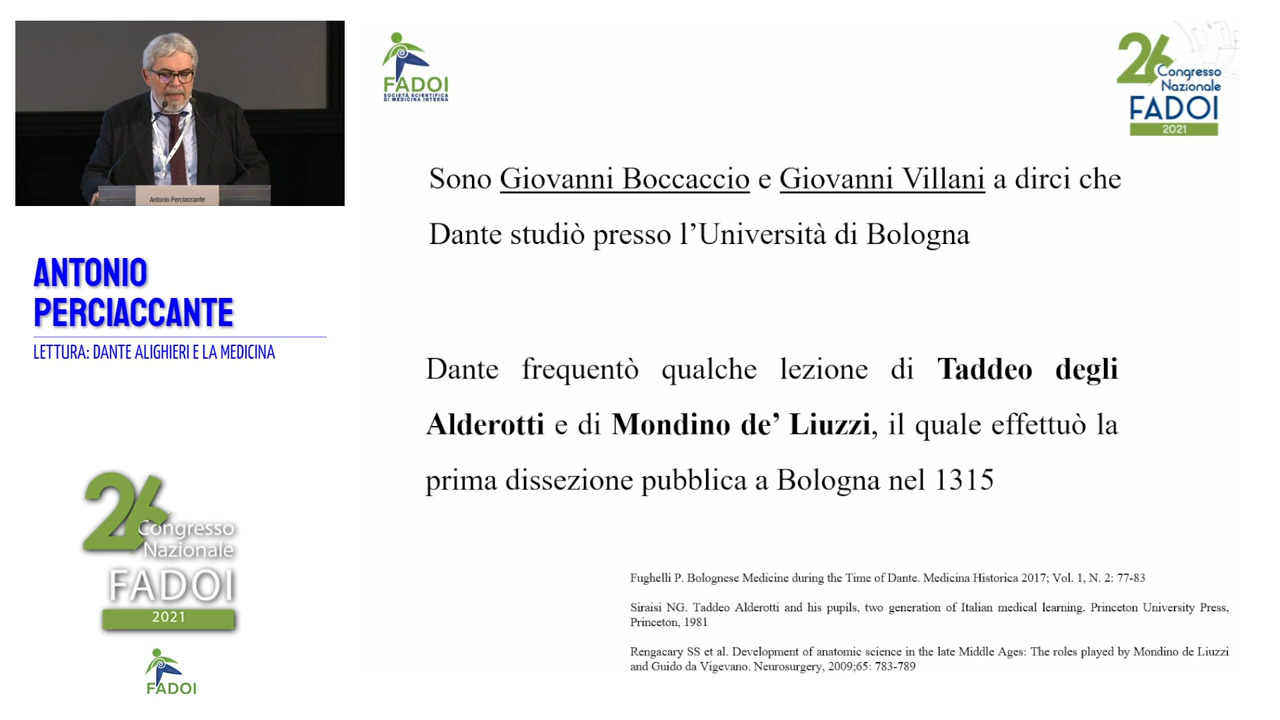 Antonio Perciaccante
ANTONIO
PERCIACCANTE
LETTURA: DANTE ALIGHIERI E LA MEDICINA
26
Congresso
Nazionale
FADOI
2021
FADOI
FADOI
SOCIETÀ SCIENTIFICA
DI MEDICINA INTERNA
26
Congresso
Nazionale
FADOI
2021
Sono Giovanni Boccaccio e Giovanni Villani a dirci che
Dante studiò presso l’Università di Bologna
Dante frequentò qualche lezione di Taddeo degli
Alderotti e di Mondino de’ Liuzzi, il quale effettuò la
prima dissezione pubblica a Bologna nel 1315
Fughelli P. Bolognese Medicine during the Time of Dante. Medicina Historica 2017; Vol. 1, N. 2: 77-83
Siraisi NG. Taddeo Alderotti and his pupils, two generation of Italian medical learning. Princeton University Press,
Princeton, 1981
Rengacary SS et al. Development of anatomic science in the late Middle Ages: The roles played by Mondino de Liuzzi
and Guido da Vigevano. Neurosurgery, 2009;65: 783-789